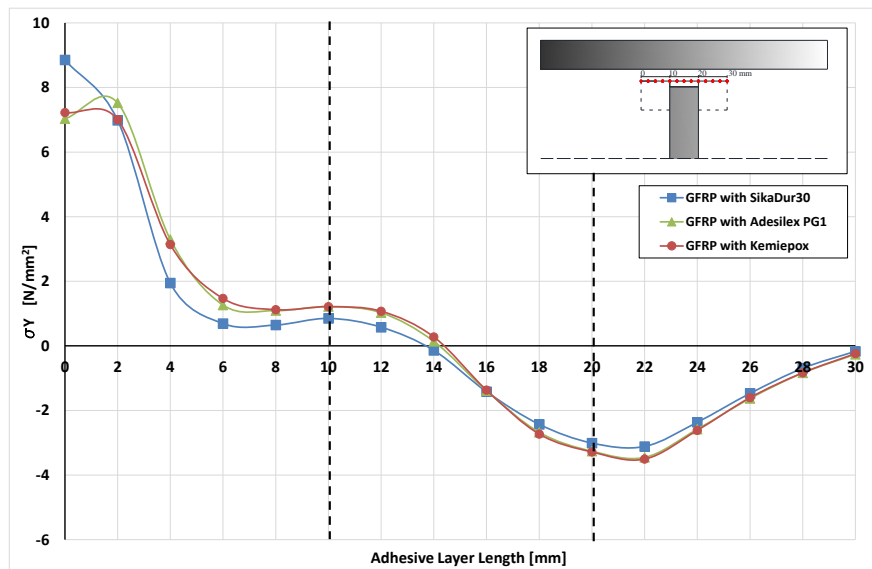 10
8
6
4
2
0
-2
-4
-6
σY [N/mm²]
0 2 4 6 8 10 12 14 16 18 20 22 24 26 28 30
Adhesive Layer Length [mm]
0 10 20 30 mm
GFRP with SikaDur30
GFRP with Adesilex PG1
GFRP with Kemiepox